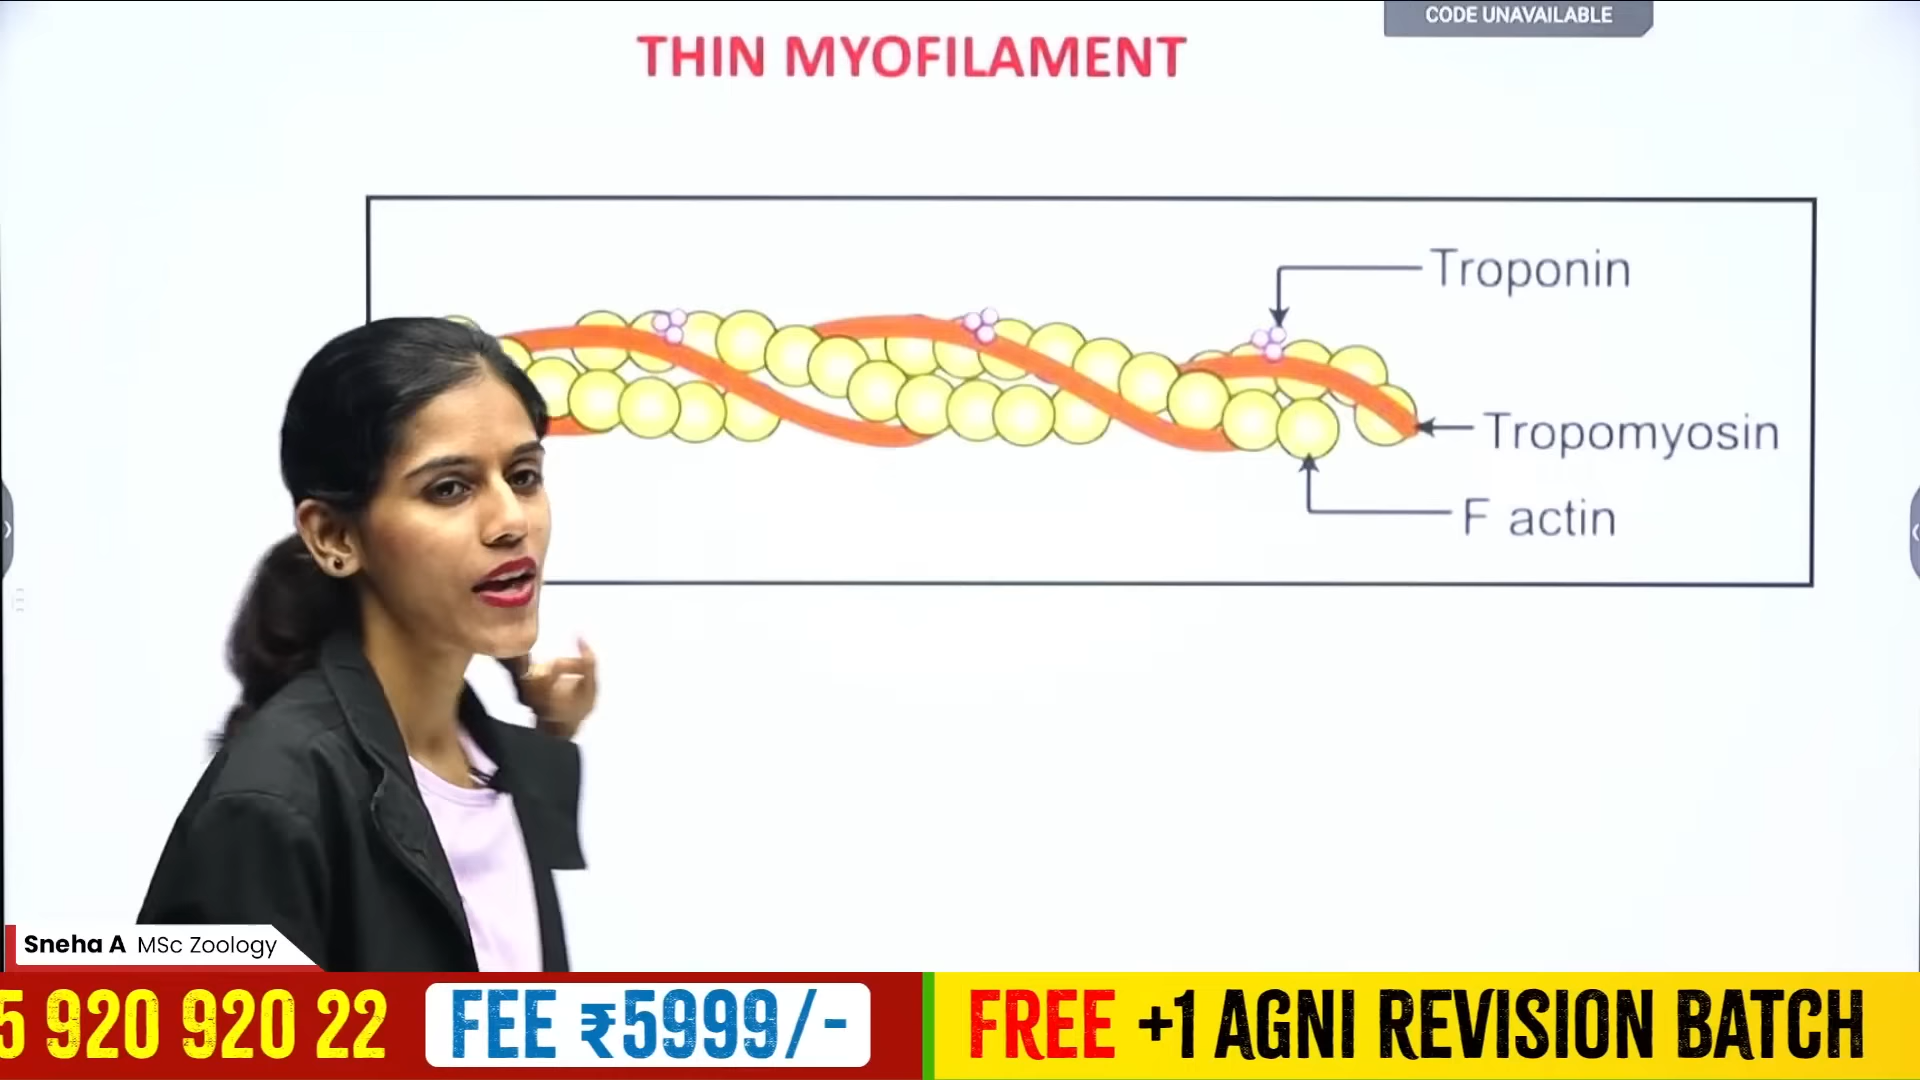 CODE UNAVAILABLE
THIN MYOFILAMENT
Troponin
Tropomyosin
F actin
Sneha A MSc Zoology
5 920 920 22
FEE ₹5999/-
FREE +1 AGNI REVISION BATCH